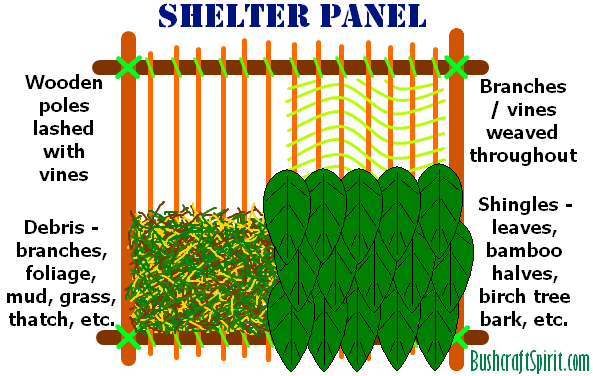 SHELTER PANEL
Wooden
poles
lashed
with
vines
Branches
/ vines
weaved
throughout
Debris -
branches,
foliage,
mud, grass,
thatch, etc.
Shingles -
leaves,
bamboo
halves,
birch tree
bark, etc.
BushcraftSpirit.com